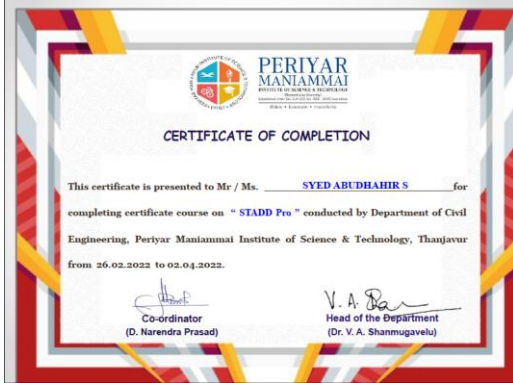 PERIYAR
MANIAMMAI
INSTITUTE OF SCIENCE & TECHNOLOGY
CERTIFICATE OF COMPLETION
This certificate is presented to Mr / Ms. SYED ABUDHAHIR S for
completing certificate course on “ STADD Pro ” conducted by Department of Civil
Engineering, Periyar Maniammai Institute of Science & Technology, Thanjavur
from 26.02.2022 to 02.04.2022.
V. A.
Co-ordinator
(D. Narendra Prasad)
Head of the Department
(Dr. V. A. Shanmugavelu)